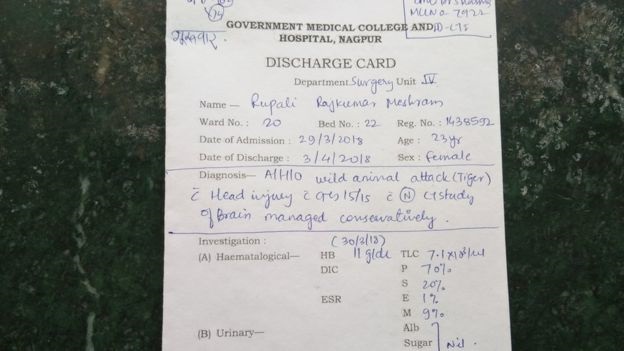 GOVERNMENT MEDICAL COLLEGE AND
HOSPITAL, NAGPUR
DISCHARGE CARD
Department Surgery Unit IV
Name — Rupali Rajkumar Meshram
Ward No. : 20 Bed No. : 22 Reg. No. : 1438592
Date of Admission : 29/3/2018 Age : 23yr
Date of Discharge : 3/4/2018 Sex : female
Diagnosis— A/H/O wild animal attack (Tiger)
c̄ Head injury c̄ GCS 15/15 c̄ Ⓝ CT study
of Brain managed conservatively.
Investigation : (30/3/18)
(A) Haematalogical— HB 11 g/dl TLC 7.1×10³/ul
DIC P 70%
S 20%
ESR E 1%
M 9%
(B) Urinary— Alb
Sugar Nil